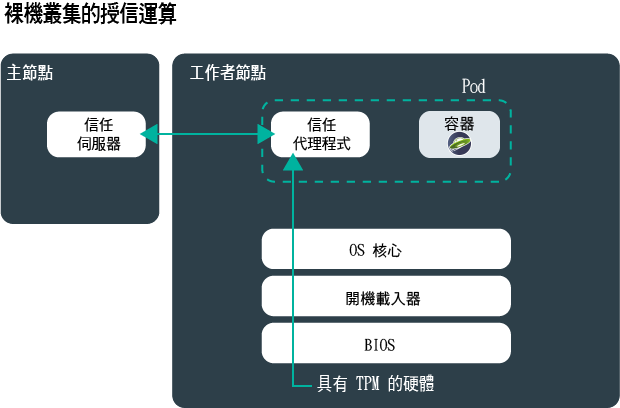 裸機叢集的授信運算
主節點
工作者節點
Pod
信任
伺服器
信任
代理程式
容器
OS 核心
開機載入器
BIOS
具有 TPM 的硬體